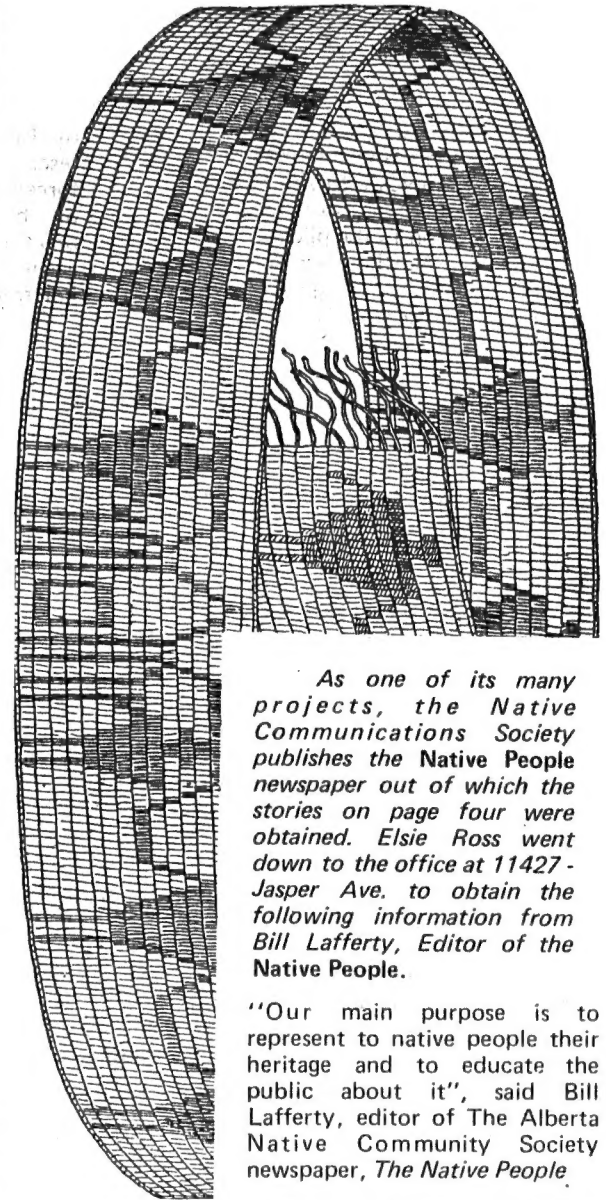 As one of its many
projects, the Native
Communications Society
publishes the Native People
newspaper out of which the
stories on page four were
obtained. Elsie Ross went
down to the office at 11427 -
Jasper Ave. to obtain the
following information from
Bill Lafferty, Editor of the
Native People.
"Our main purpose is to
represent to native people their
heritage and to educate the
public about it", said Bill
Lafferty, editor of The Alberta
Native Community Society
newspaper, The Native People